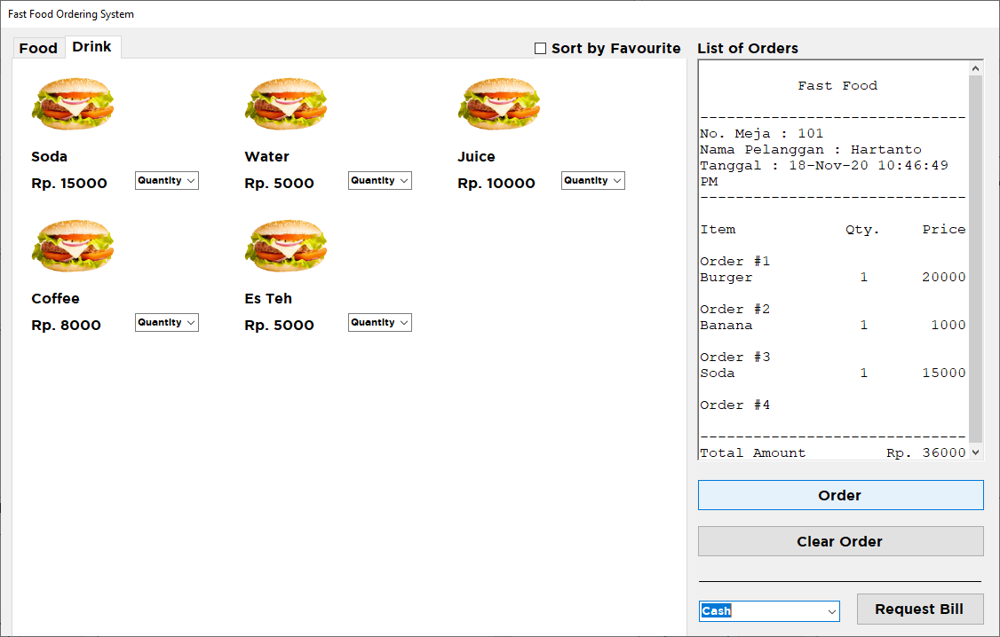 Fast Food Ordering System
Food Drink
Sort by Favourite
Soda
Rp. 15000 Quantity
Water
Rp. 5000 Quantity
Juice
Rp. 10000 Quantity
Coffee
Rp. 8000 Quantity
Es Teh
Rp. 5000 Quantity
List of Orders
Fast Food
------------------------------
No. Meja : 101
Nama Pelanggan : Hartanto
Tanggal : 18-Nov-20 10:46:49
PM
------------------------------
Item Qty. Price
Order #1
Burger 1 20000
Order #2
Banana 1 1000
Order #3
Soda 1 15000
Order #4
------------------------------
Total Amount Rp. 36000
Order
Clear Order
Cash
Request Bill